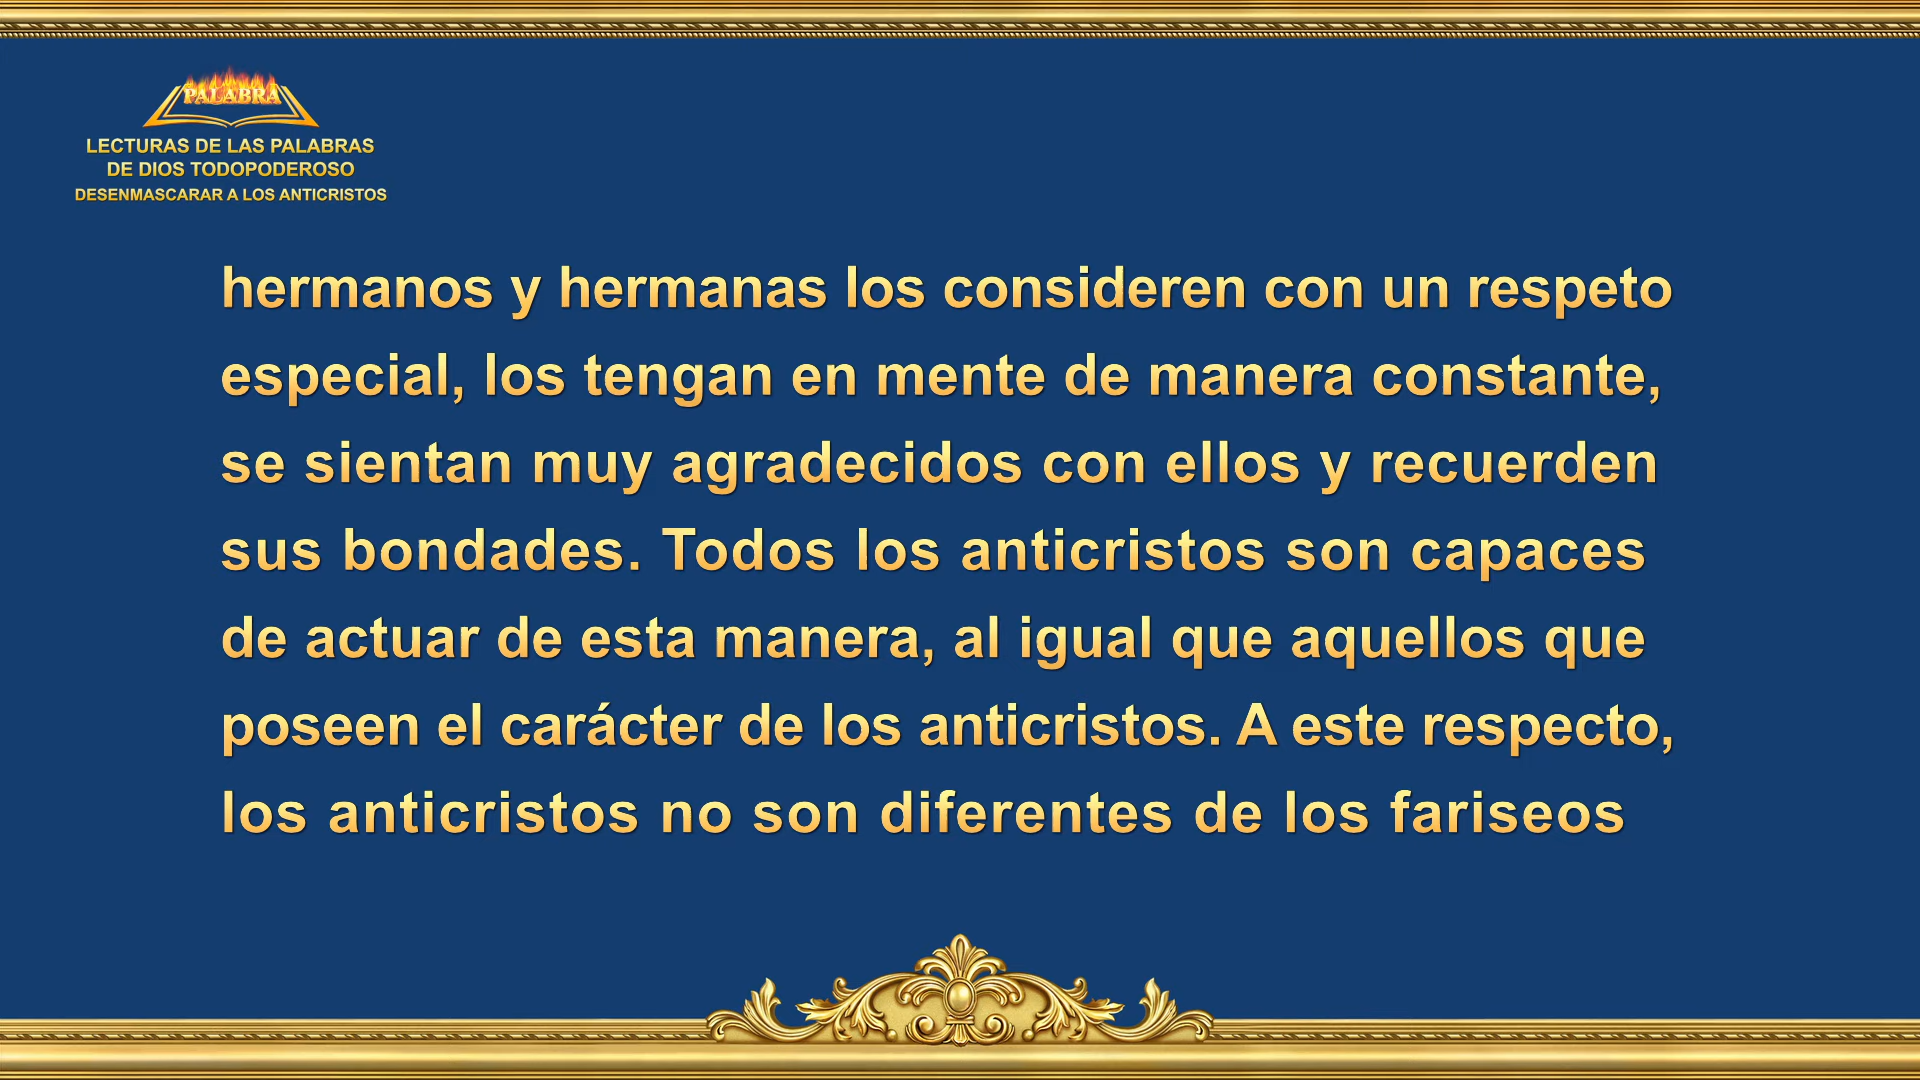 PALABRA
LECTURAS DE LAS PALABRAS
DE DIOS TODOPODEROSO
DESENMASCARAR A LOS ANTICRISTOS
hermanos y hermanas los consideren con un respeto
especial, los tengan en mente de manera constante,
se sientan muy agradecidos con ellos y recuerden
sus bondades. Todos los anticristos son capaces
de actuar de esta manera, al igual que aquellos que
poseen el carácter de los anticristos. A este respecto,
los anticristos no son diferentes de los fariseos